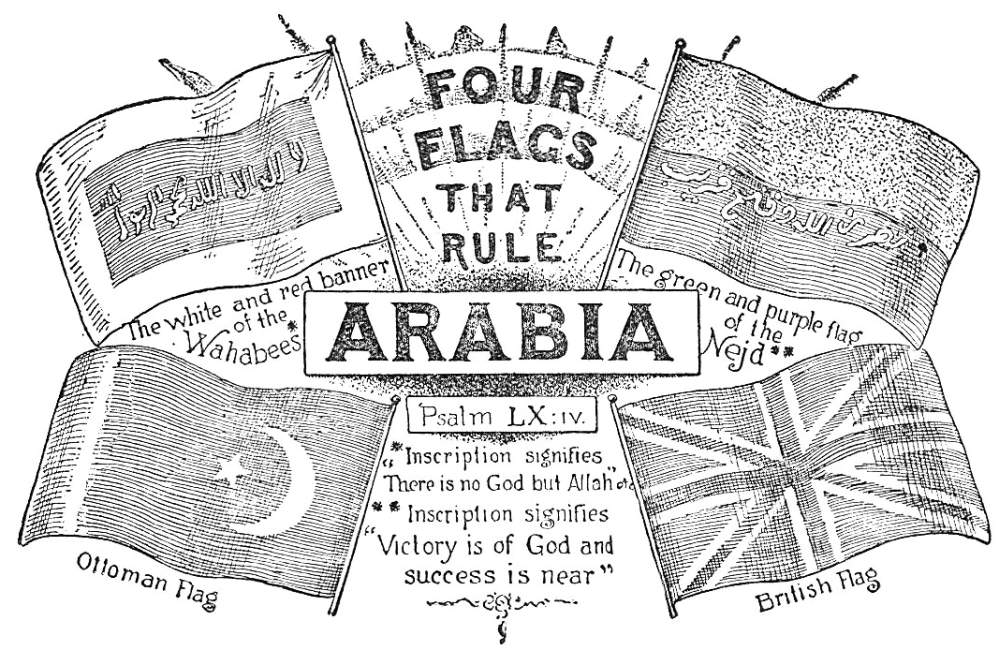 FOUR
FLAGS
THAT
RULE
ARABIA
لا اله الا الله محمد رسول الله
نصر من الله وفتح قريب
The white and red banner
of the
Wahabees*
The green and purple flag
of the
Nejd**
Psalm LX:IV.
*Inscription signifies
"There is no God but Allah" etc
** Inscription signifies
"Victory is of God and
success is near"
Ottoman Flag
British Flag